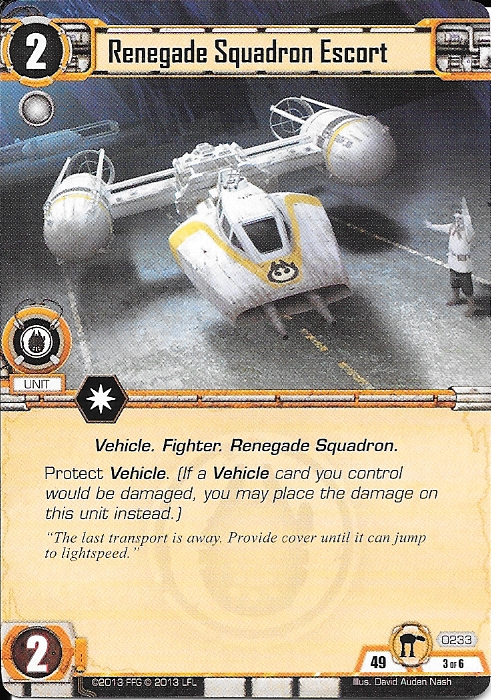 2
Renegade Squadron Escort
UNIT
Vehicle. Fighter. Renegade Squadron.
Protect Vehicle. (If a Vehicle card you control
would be damaged, you may place the damage on
this unit instead.)
“The last transport is away. Provide cover until it can jump
to lightspeed.”
2
49
0233
3 OF 6
©2013 FFG © 2013 LFL
Illus. David Auden Nash